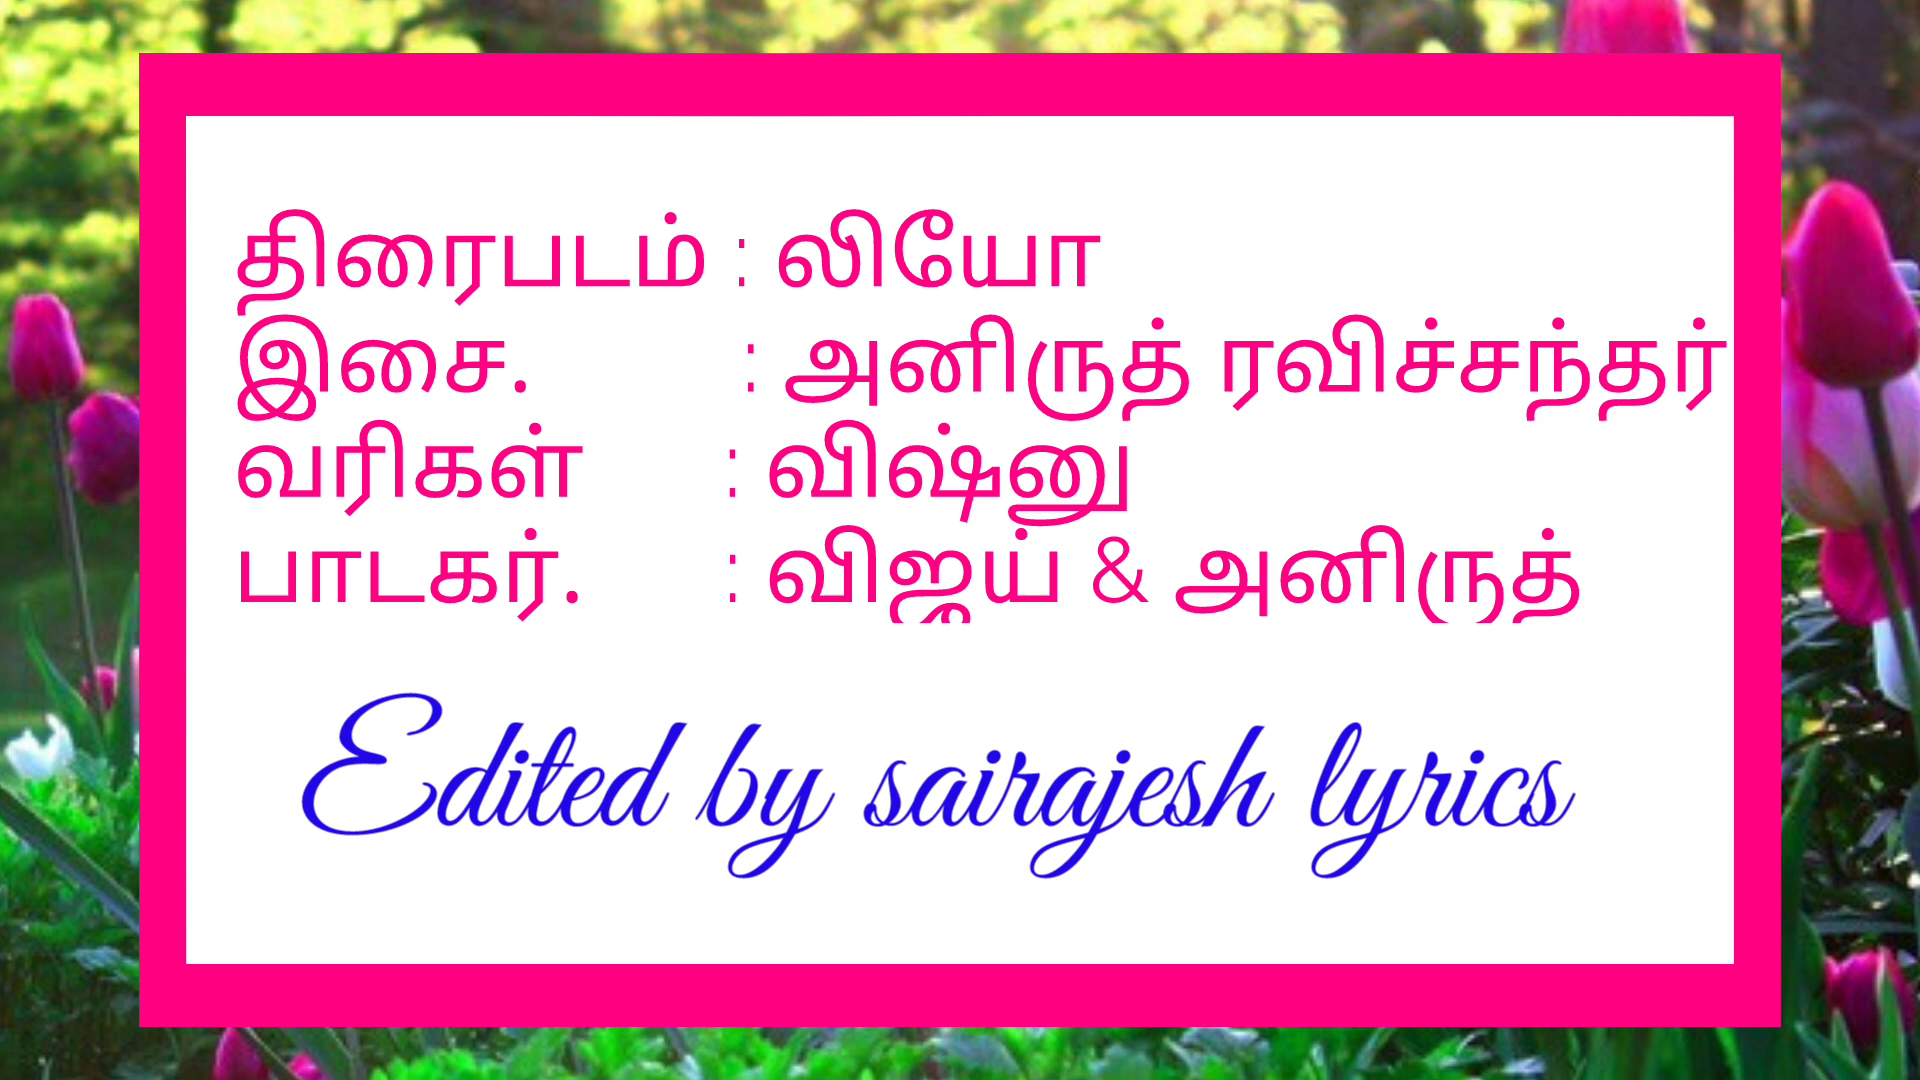 திரைபடம் : லியோ
இசை. : அனிருத் ரவிச்சந்தர்
வரிகள் : விஷ்னு
பாடகர். : விஜய் & அனிருத்
Edited by sairajesh lyrics